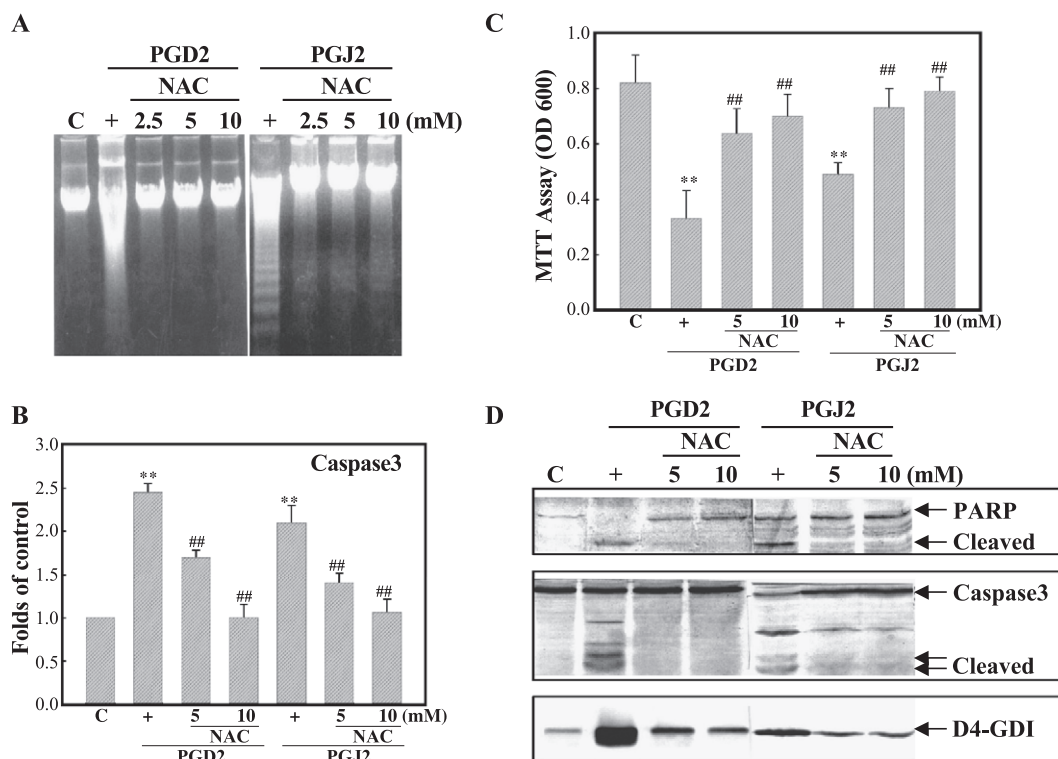 A
PGD2 PGJ2
NAC NAC
C + 2.5 5 10 + 2.5 5 10 (mM)
B
Caspase3
Folds of control
3.0
2.5
2.0
1.5
1.0
0.5
0.0
C + 5 10 + 5 10 (mM)
** ## ## ** ## ##
NAC NAC
PGD2 PGJ2
C
MTT Assay (OD 600)
1.0
0.8
0.6
0.4
0.2
0.0
** ## ## ** ## ##
C + 5 10 + 5 10 (mM)
NAC NAC
PGD2 PGJ2
D
PGD2 PGJ2
NAC NAC
C + 5 10 + 5 10 (mM)
PARP
Cleaved
Caspase3
Cleaved
D4-GDI